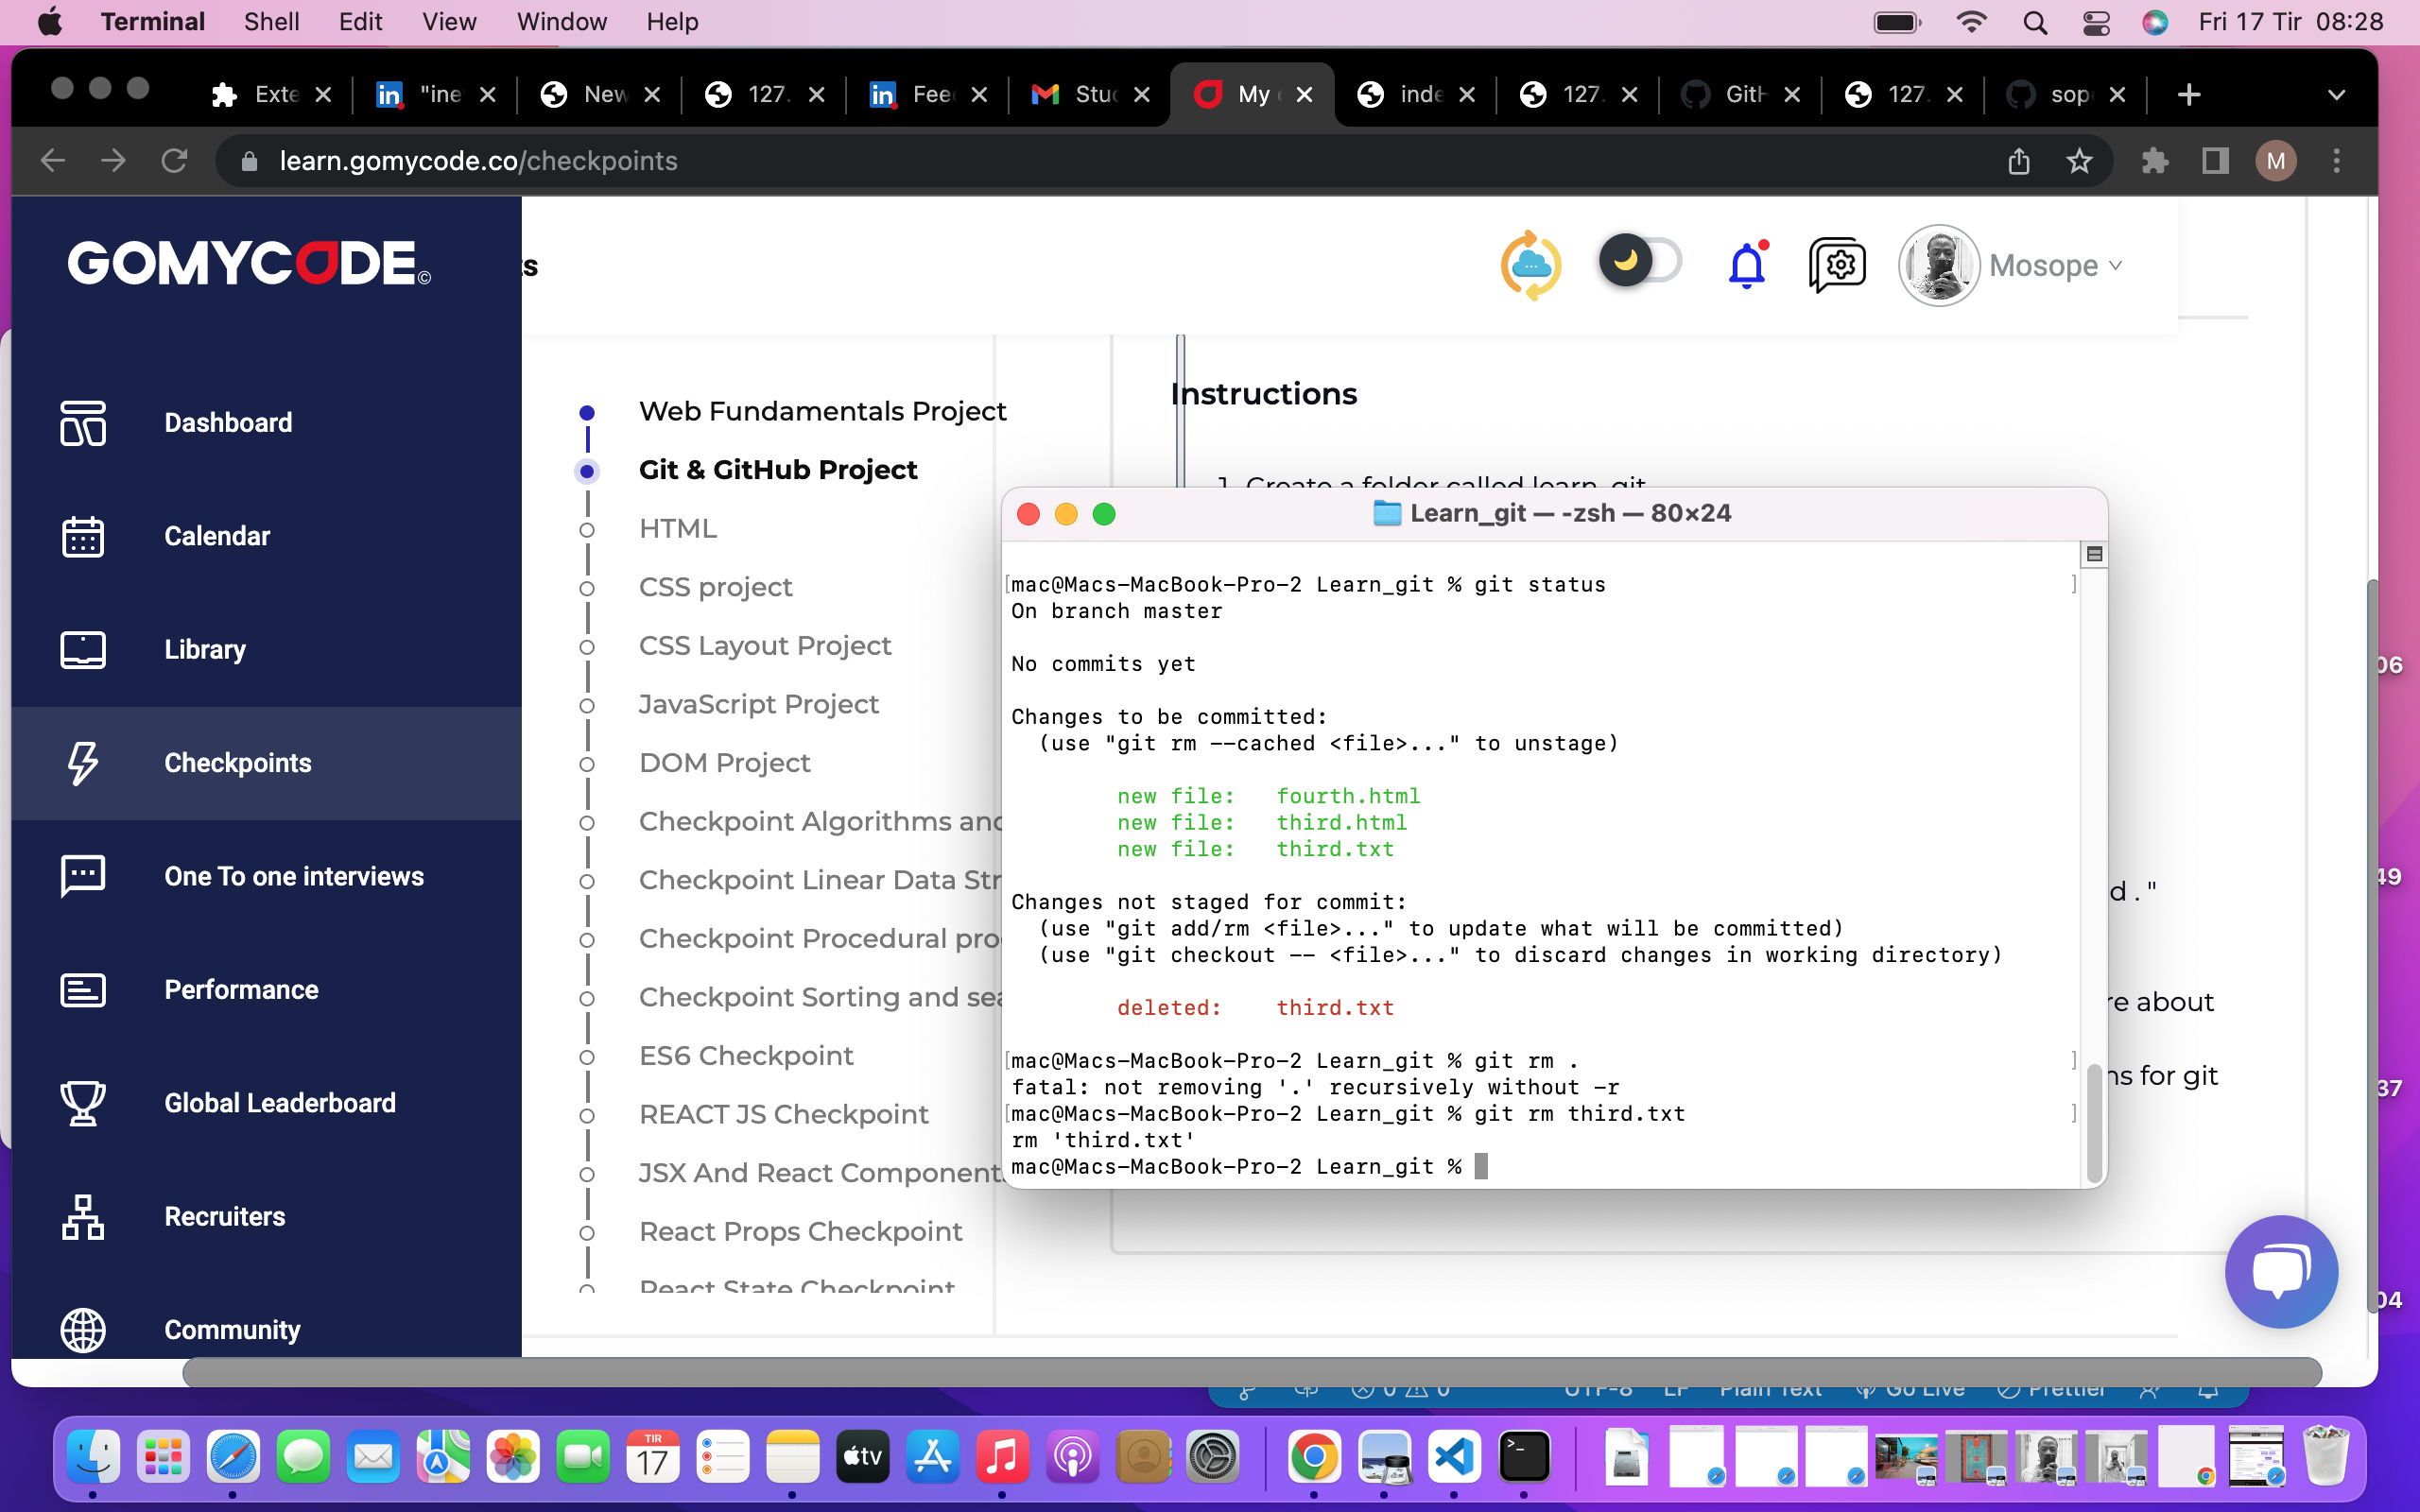 Terminal Shell Edit View Window Help Fri 17 Tir 08:28
Exte "ine New 127. Fee Stud My inde 127. GitH 127. sop
learn.gomycode.co/checkpoints
GOMYCODE©
Mosope
Dashboard
Calendar
Library
Checkpoints
One To one interviews
Performance
Global Leaderboard
Recruiters
Community
Web Fundamentals Project
Git & GitHub Project
HTML
CSS project
CSS Layout Project
JavaScript Project
DOM Project
Checkpoint Algorithms and
Checkpoint Linear Data Str
Checkpoint Procedural pro
Checkpoint Sorting and sea
ES6 Checkpoint
REACT JS Checkpoint
JSX And React Component
React Props Checkpoint
React State Checkpoint
Instructions
1. Create a folder called learn_git
d . "
re about
ns for git
Learn_git — -zsh — 80×24
mac@Macs-MacBook-Pro-2 Learn_git % git status
On branch master
No commits yet
Changes to be committed:
(use "git rm --cached <file>..." to unstage)
new file: fourth.html
new file: third.html
new file: third.txt
Changes not staged for commit:
(use "git add/rm <file>..." to update what will be committed)
(use "git checkout -- <file>..." to discard changes in working directory)
deleted: third.txt
mac@Macs-MacBook-Pro-2 Learn_git % git rm .
fatal: not removing '.' recursively without -r
mac@Macs-MacBook-Pro-2 Learn_git % git rm third.txt
rm 'third.txt'
mac@Macs-MacBook-Pro-2 Learn_git %
06
49
37
04
0 0 UTF-8 LF Plain Text Go Live Prettier
TIR
17
tv
M